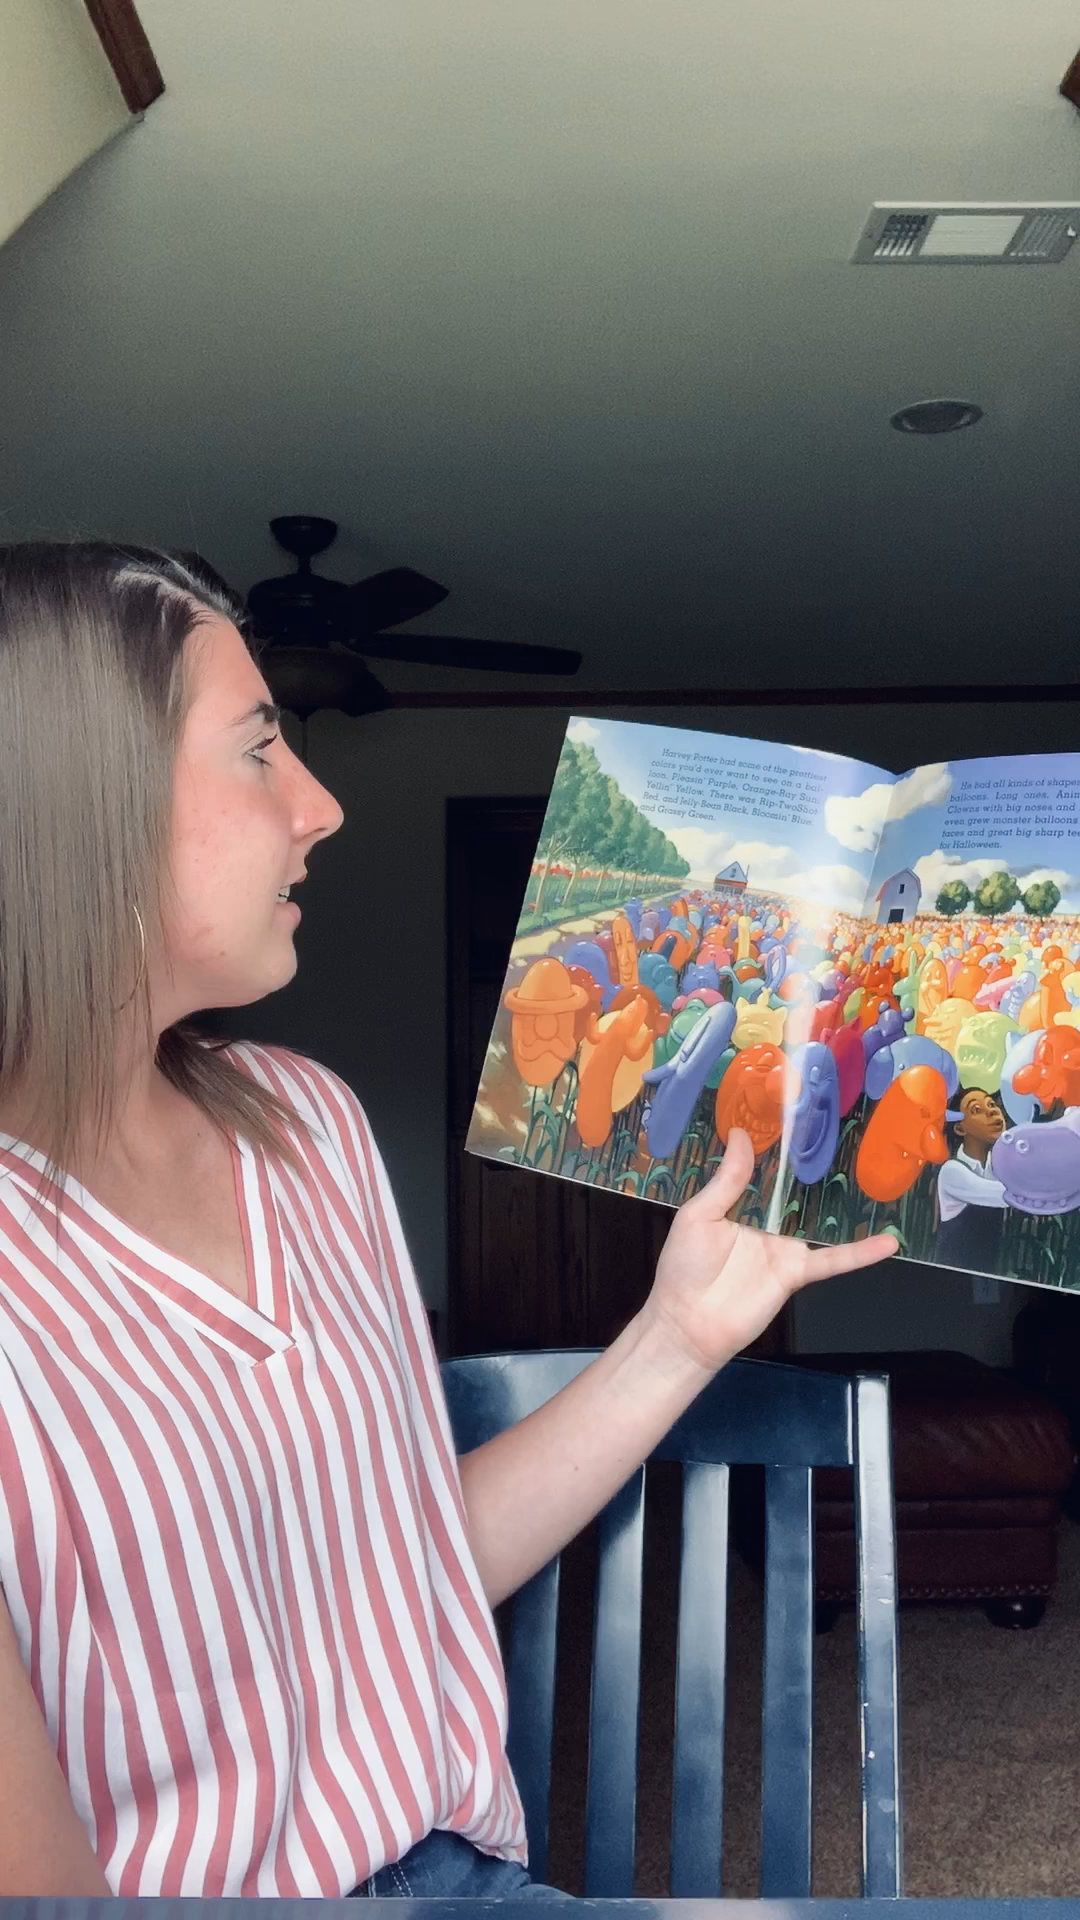 Harvey Potter had some of the prettiest
colors you'd ever want to see on a bal-
loon. Pleasin' Purple, Orange-Ray Sun,
Yellin' Yellow. There was Rip-TwoShot
Red, and Jelly-Bean Black, Bloomin' Blue,
and Grassy Green.
He had all kinds of shapes
balloons. Long ones. Anim
Clowns with big noses and
even grew monster balloons
faces and great big sharp tee
for Halloween.